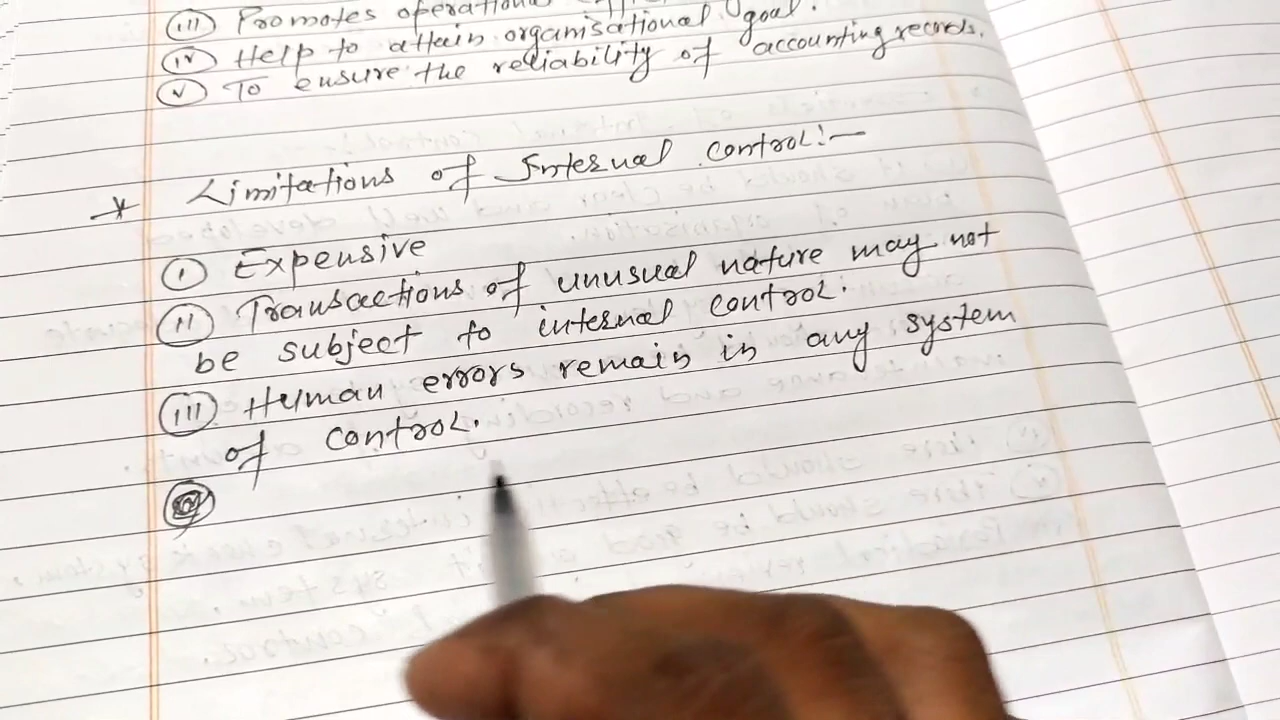 (iii) Promotes operational
(iv) Help to attain organisational goal.
(v) To ensure the reliability of accounting records.
* Limitations of Internal control:-
(i) Expensive
(ii) Transactions of unusual nature may not
be subject to internal control.
(iii) Human errors remain in any system
of control.